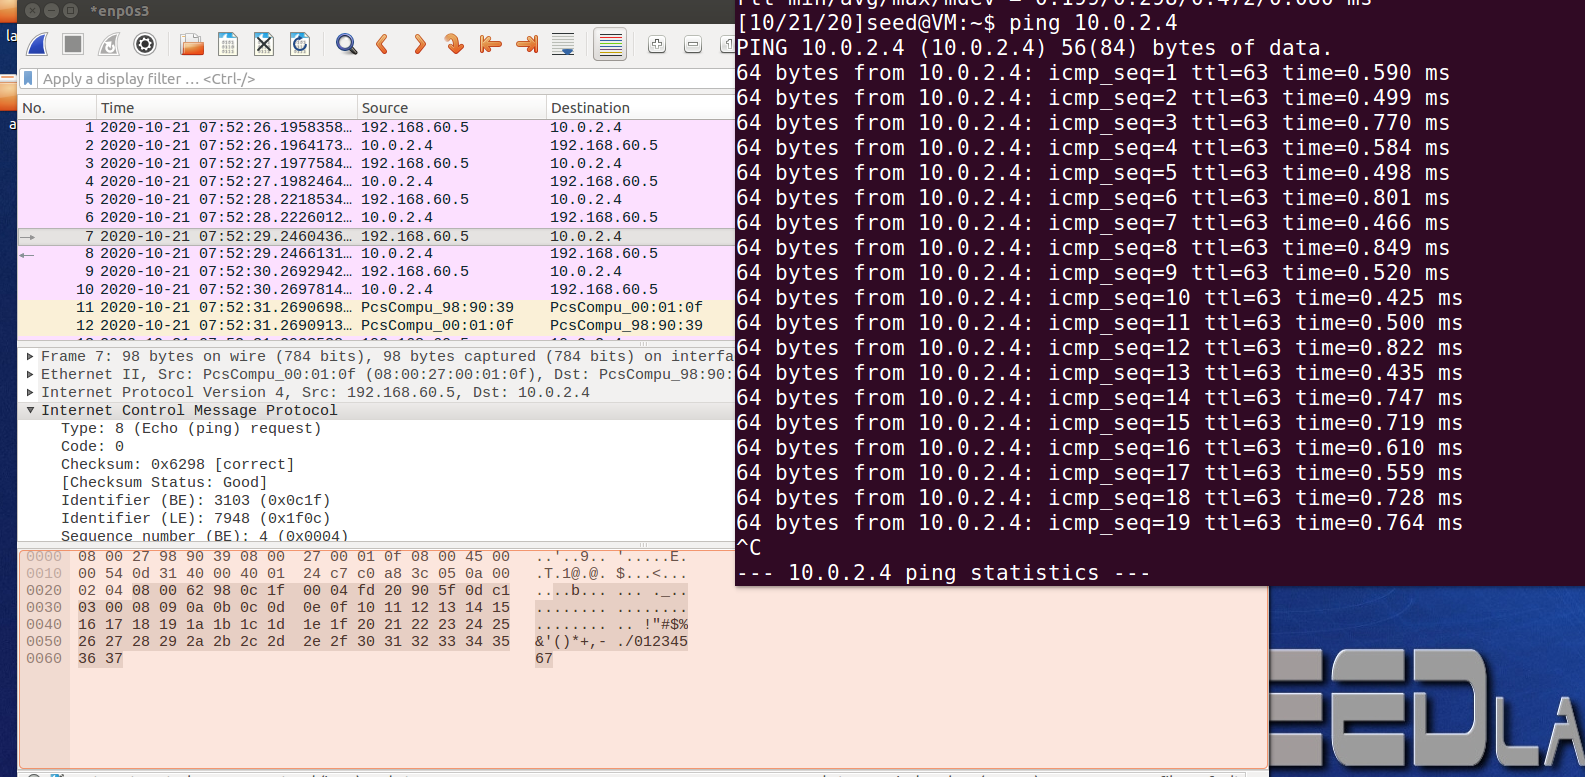 *enp0s3
Apply a display filter ... <Ctrl-/>
No. Time Source Destination
1 2020-10-21 07:52:26.1958358… 192.168.60.5 10.0.2.4
2 2020-10-21 07:52:26.1964173… 10.0.2.4 192.168.60.5
3 2020-10-21 07:52:27.1977584… 192.168.60.5 10.0.2.4
4 2020-10-21 07:52:27.1982464… 10.0.2.4 192.168.60.5
5 2020-10-21 07:52:28.2218534… 192.168.60.5 10.0.2.4
6 2020-10-21 07:52:28.2226012… 10.0.2.4 192.168.60.5
7 2020-10-21 07:52:29.2460436… 192.168.60.5 10.0.2.4
8 2020-10-21 07:52:29.2466131… 10.0.2.4 192.168.60.5
9 2020-10-21 07:52:30.2692942… 192.168.60.5 10.0.2.4
10 2020-10-21 07:52:30.2697814… 10.0.2.4 192.168.60.5
11 2020-10-21 07:52:31.2690698… PcsCompu_98:90:39 PcsCompu_00:01:0f
12 2020-10-21 07:52:31.2690913… PcsCompu_00:01:0f PcsCompu_98:90:39
Frame 7: 98 bytes on wire (784 bits), 98 bytes captured (784 bits) on interfa
Ethernet II, Src: PcsCompu_00:01:0f (08:00:27:00:01:0f), Dst: PcsCompu_98:90:
Internet Protocol Version 4, Src: 192.168.60.5, Dst: 10.0.2.4
Internet Control Message Protocol
Type: 8 (Echo (ping) request)
Code: 0
Checksum: 0x6298 [correct]
[Checksum Status: Good]
Identifier (BE): 3103 (0x0c1f)
Identifier (LE): 7948 (0x1f0c)
Sequence number (BE): 4 (0x0004)
0000 08 00 27 98 90 39 08 00 27 00 01 0f 08 00 45 00 ..'..9.. '.....E.
0010 00 54 0d 31 40 00 40 01 24 c7 c0 a8 3c 05 0a 00 .T.1@.@. $...<...
0020 02 04 08 00 62 98 0c 1f 00 04 fd 20 90 5f 0d c1 ....b... ... ._..
0030 03 00 08 09 0a 0b 0c 0d 0e 0f 10 11 12 13 14 15 ........ ........
0040 16 17 18 19 1a 1b 1c 1d 1e 1f 20 21 22 23 24 25 ........ .. !"#$%
0050 26 27 28 29 2a 2b 2c 2d 2e 2f 30 31 32 33 34 35 &'()*+,- ./012345
0060 36 37 67
[10/21/20]seed@VM:~$ ping 10.0.2.4
PING 10.0.2.4 (10.0.2.4) 56(84) bytes of data.
64 bytes from 10.0.2.4: icmp_seq=1 ttl=63 time=0.590 ms
64 bytes from 10.0.2.4: icmp_seq=2 ttl=63 time=0.499 ms
64 bytes from 10.0.2.4: icmp_seq=3 ttl=63 time=0.770 ms
64 bytes from 10.0.2.4: icmp_seq=4 ttl=63 time=0.584 ms
64 bytes from 10.0.2.4: icmp_seq=5 ttl=63 time=0.498 ms
64 bytes from 10.0.2.4: icmp_seq=6 ttl=63 time=0.801 ms
64 bytes from 10.0.2.4: icmp_seq=7 ttl=63 time=0.466 ms
64 bytes from 10.0.2.4: icmp_seq=8 ttl=63 time=0.849 ms
64 bytes from 10.0.2.4: icmp_seq=9 ttl=63 time=0.520 ms
64 bytes from 10.0.2.4: icmp_seq=10 ttl=63 time=0.425 ms
64 bytes from 10.0.2.4: icmp_seq=11 ttl=63 time=0.500 ms
64 bytes from 10.0.2.4: icmp_seq=12 ttl=63 time=0.822 ms
64 bytes from 10.0.2.4: icmp_seq=13 ttl=63 time=0.435 ms
64 bytes from 10.0.2.4: icmp_seq=14 ttl=63 time=0.747 ms
64 bytes from 10.0.2.4: icmp_seq=15 ttl=63 time=0.719 ms
64 bytes from 10.0.2.4: icmp_seq=16 ttl=63 time=0.610 ms
64 bytes from 10.0.2.4: icmp_seq=17 ttl=63 time=0.559 ms
64 bytes from 10.0.2.4: icmp_seq=18 ttl=63 time=0.728 ms
64 bytes from 10.0.2.4: icmp_seq=19 ttl=63 time=0.764 ms
^C
--- 10.0.2.4 ping statistics ---
EED LA